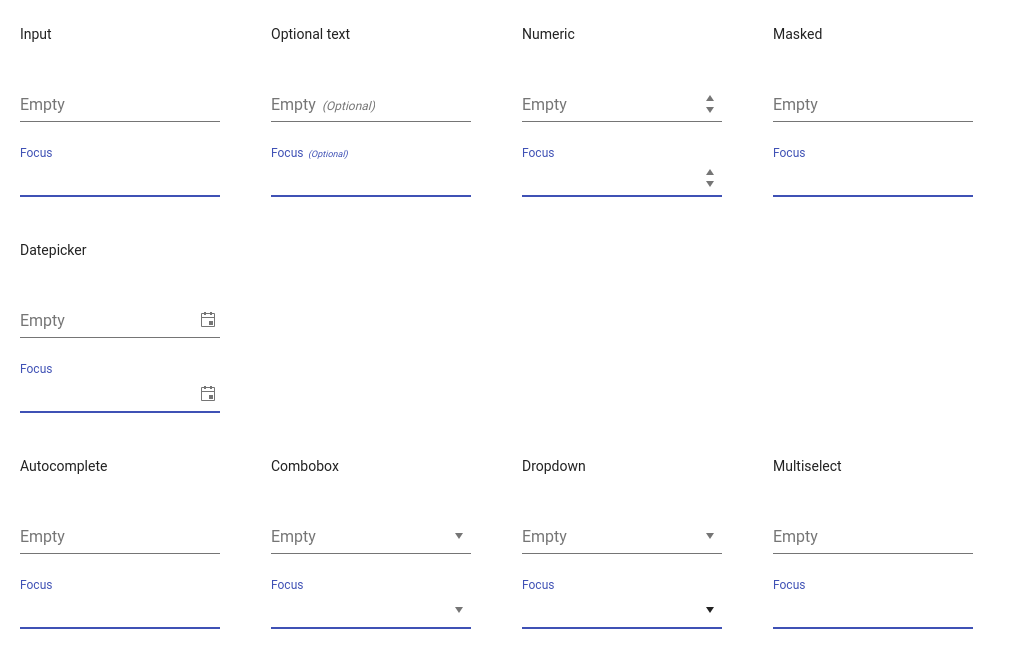 Input Optional text Numeric Masked
Empty Empty (Optional) Empty Empty
Focus Focus (Optional) Focus Focus
Datepicker
Empty
Focus
Autocomplete Combobox Dropdown Multiselect
Empty Empty Empty Empty
Focus Focus Focus Focus